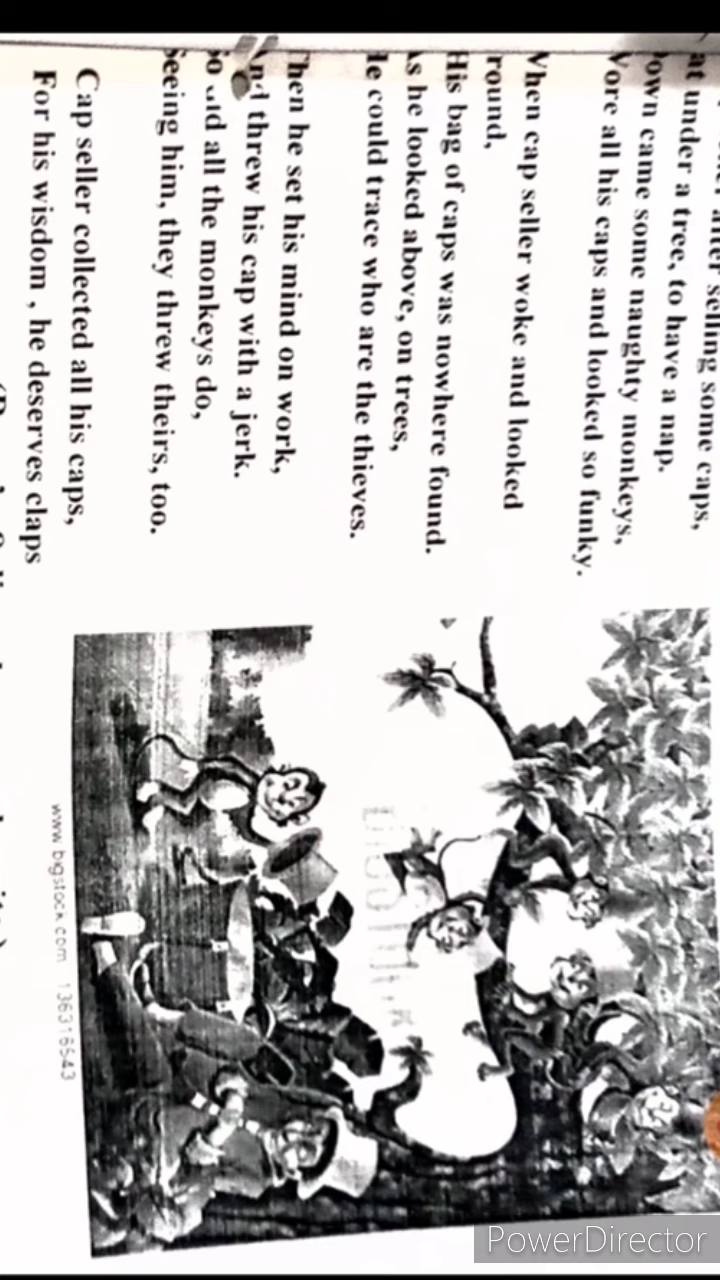 selling some caps,
at under a tree, to have a nap.
own came some naughty monkeys,
Wore all his caps and looked so funky.
When cap seller woke and looked
round,
His bag of caps was nowhere found.
As he looked above, on trees,
He could trace who are the thieves.
Then he set his mind on work,
And threw his cap with a jerk.
So did all the monkeys do,
Seeing him, they threw theirs, too.
Cap seller collected all his caps,
For his wisdom , he deserves claps
www.bigstock.com 136316543
PowerDirector